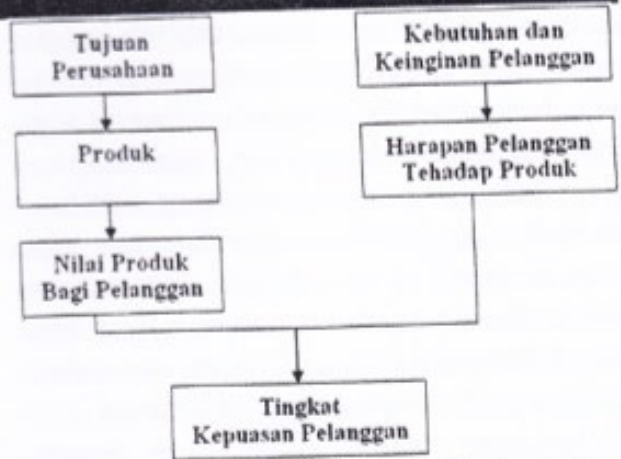 Tujuan
Perusahaan
Kebutuhan dan
Keinginan Pelanggan
Produk
Harapan Pelanggan
Tehadap Produk
Nilai Produk
Bagi Pelanggan
Tingkat
Kepuasan Pelanggan